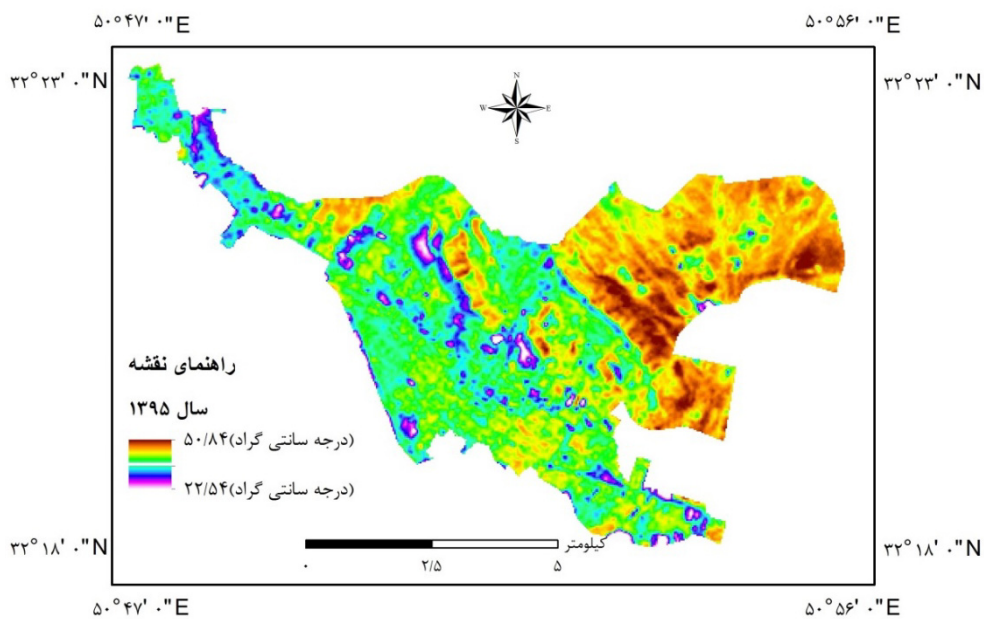 ۵۰°۴۷' ۰"E
۵۰°۵۶' ۰"E
۳۲°۲۳' ۰"N
۳۲°۲۳' ۰"N
N
W
E
S
راهنمای نقشه
سال ۱۳۹۵
۵۰/۸۴(درجه سانتی گراد)
۲۲/۵۴(درجه سانتی گراد)
۳۲°۱۸' ۰"N
۳۲°۱۸' ۰"N
کیلومتر
۰ ۲/۵ ۵
۵۰°۴۷' ۰"E
۵۰°۵۶' ۰"E